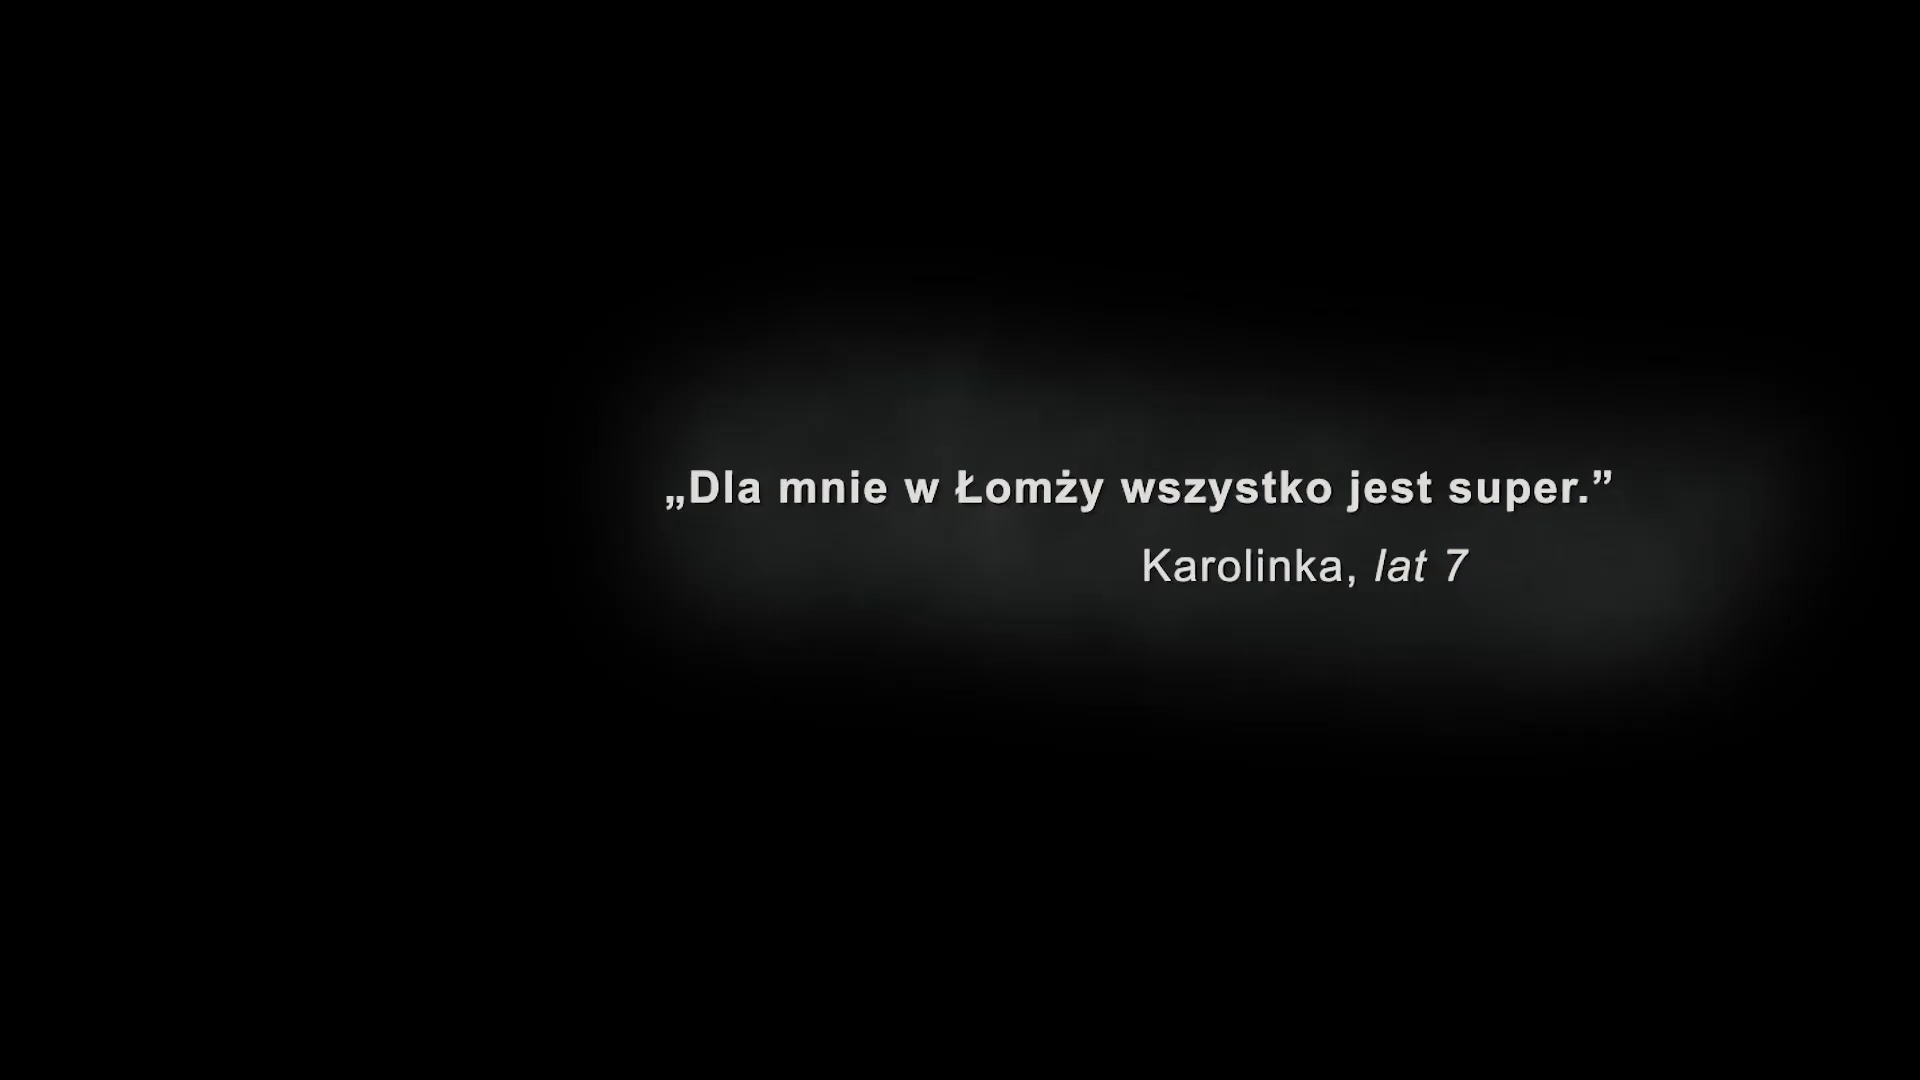 „Dla mnie w Łomży wszystko jest super.”
Karolinka, lat 7